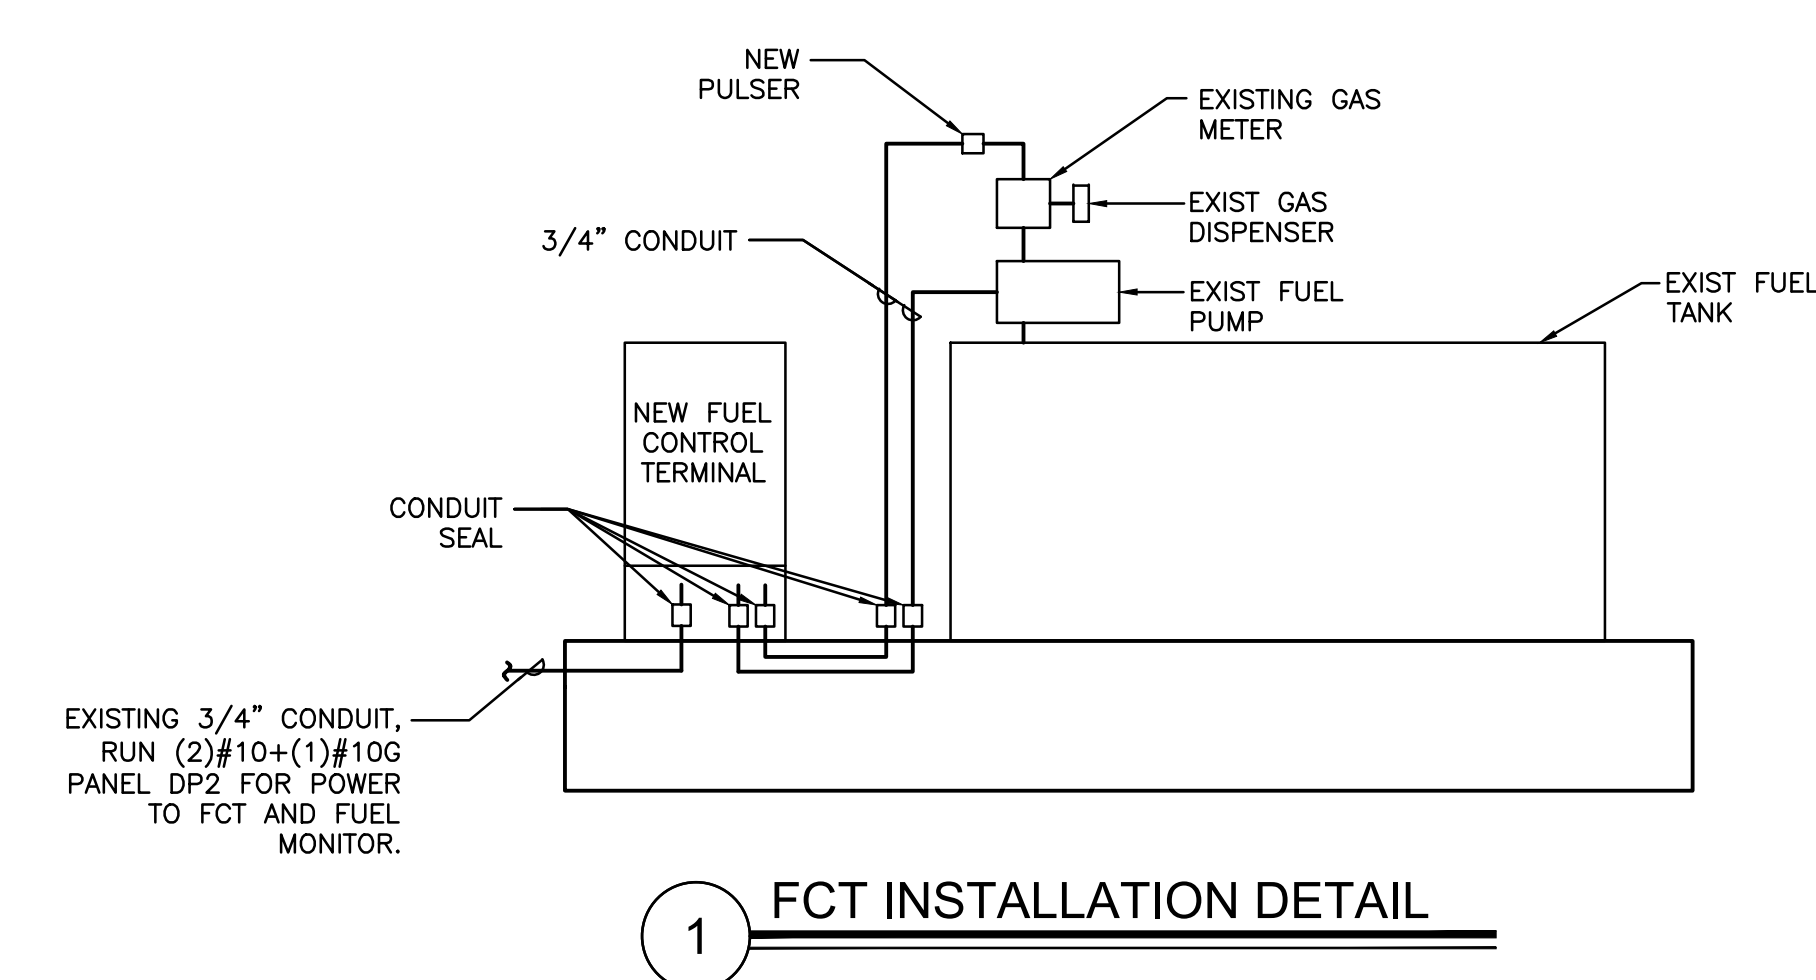 NEW
PULSER
EXISTING GAS
METER
EXIST GAS
DISPENSER
3/4" CONDUIT
EXIST FUEL
PUMP
EXIST FUEL
TANK
NEW FUEL
CONTROL
TERMINAL
CONDUIT
SEAL
EXISTING 3/4" CONDUIT,
RUN (2)#10+(1)#10G
PANEL DP2 FOR POWER
TO FCT AND FUEL
MONITOR.
1
FCT INSTALLATION DETAIL